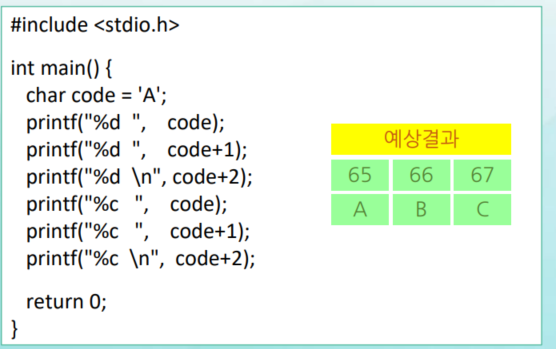 #include <stdio.h>
int main() {
char code = 'A';
printf("%d ", code);
printf("%d ", code+1);
printf("%d \n", code+2);
printf("%c ", code);
printf("%c ", code+1);
printf("%c \n", code+2);
return 0;
}
예상결과
65 66 67
A B C